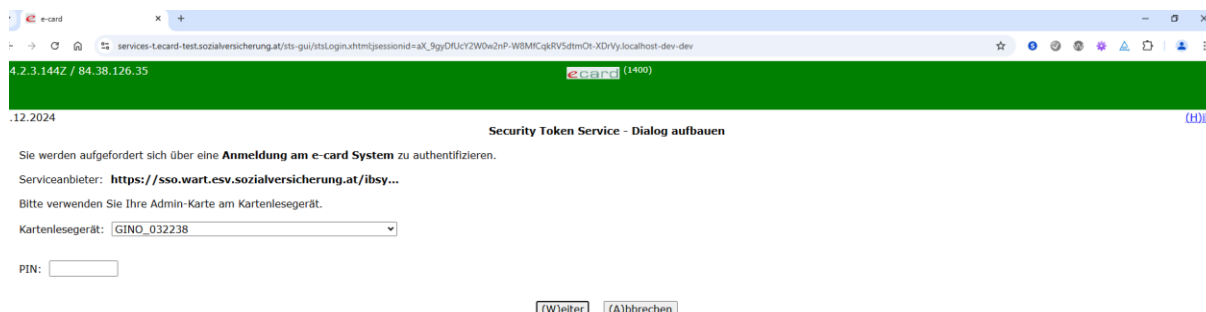 e-card
services-t.ecard-test.sozialversicherung.at/sts-gui/stsLogin.xhtml;jsessionid=aX_9gyDfUcY2W0w2nP-W8MfCqkRV5dtmOt-XDrVy.localhost-dev-dev
4.2.3.144Z / 84.38.126.35
ecard (1400)
.12.2024
(H)il
Security Token Service - Dialog aufbauen
Sie werden aufgefordert sich über eine Anmeldung am e-card System zu authentifizieren.
Serviceanbieter: https://sso.wart.esv.sozialversicherung.at/ibsy...
Bitte verwenden Sie Ihre Admin-Karte am Kartenlesegerät.
Kartenlesegerät: GINO_032238
PIN:
(W)eiter (A)bbrechen